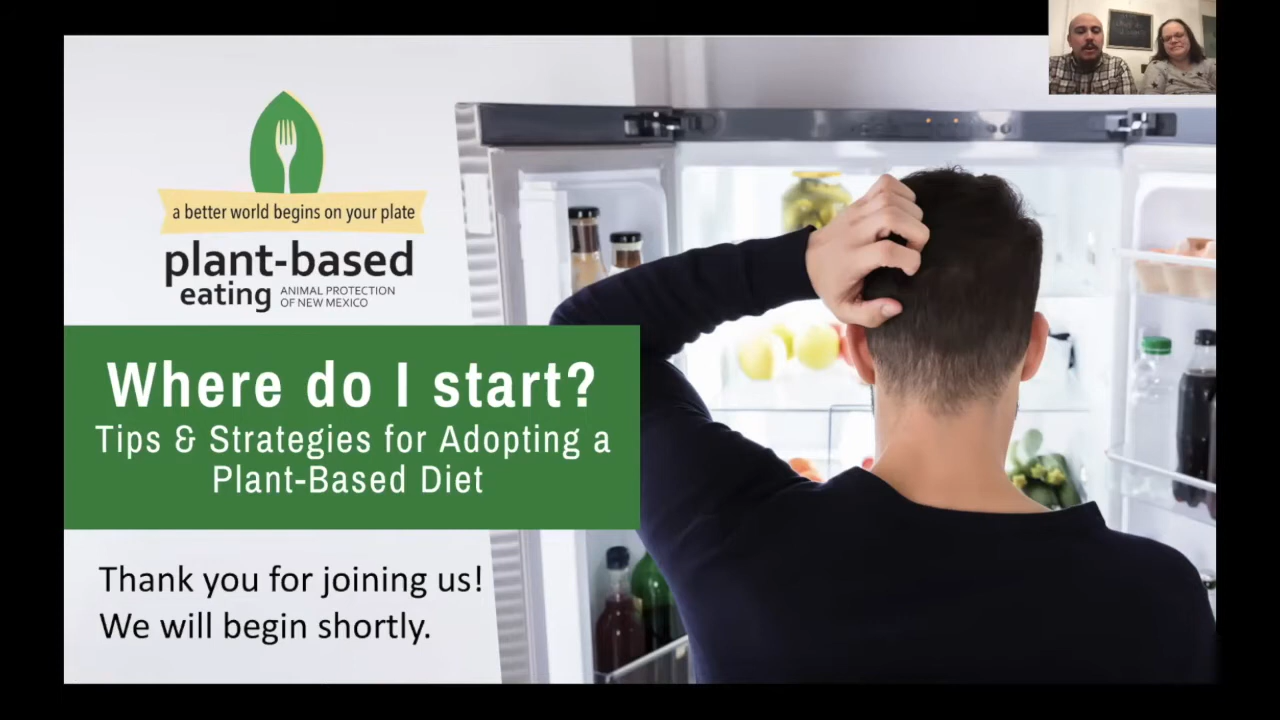 a better world begins on your plate
plant-based
eating
ANIMAL PROTECTION
OF NEW MEXICO
Where do I start?
Tips & Strategies for Adopting a
Plant-Based Diet
Thank you for joining us!
We will begin shortly.